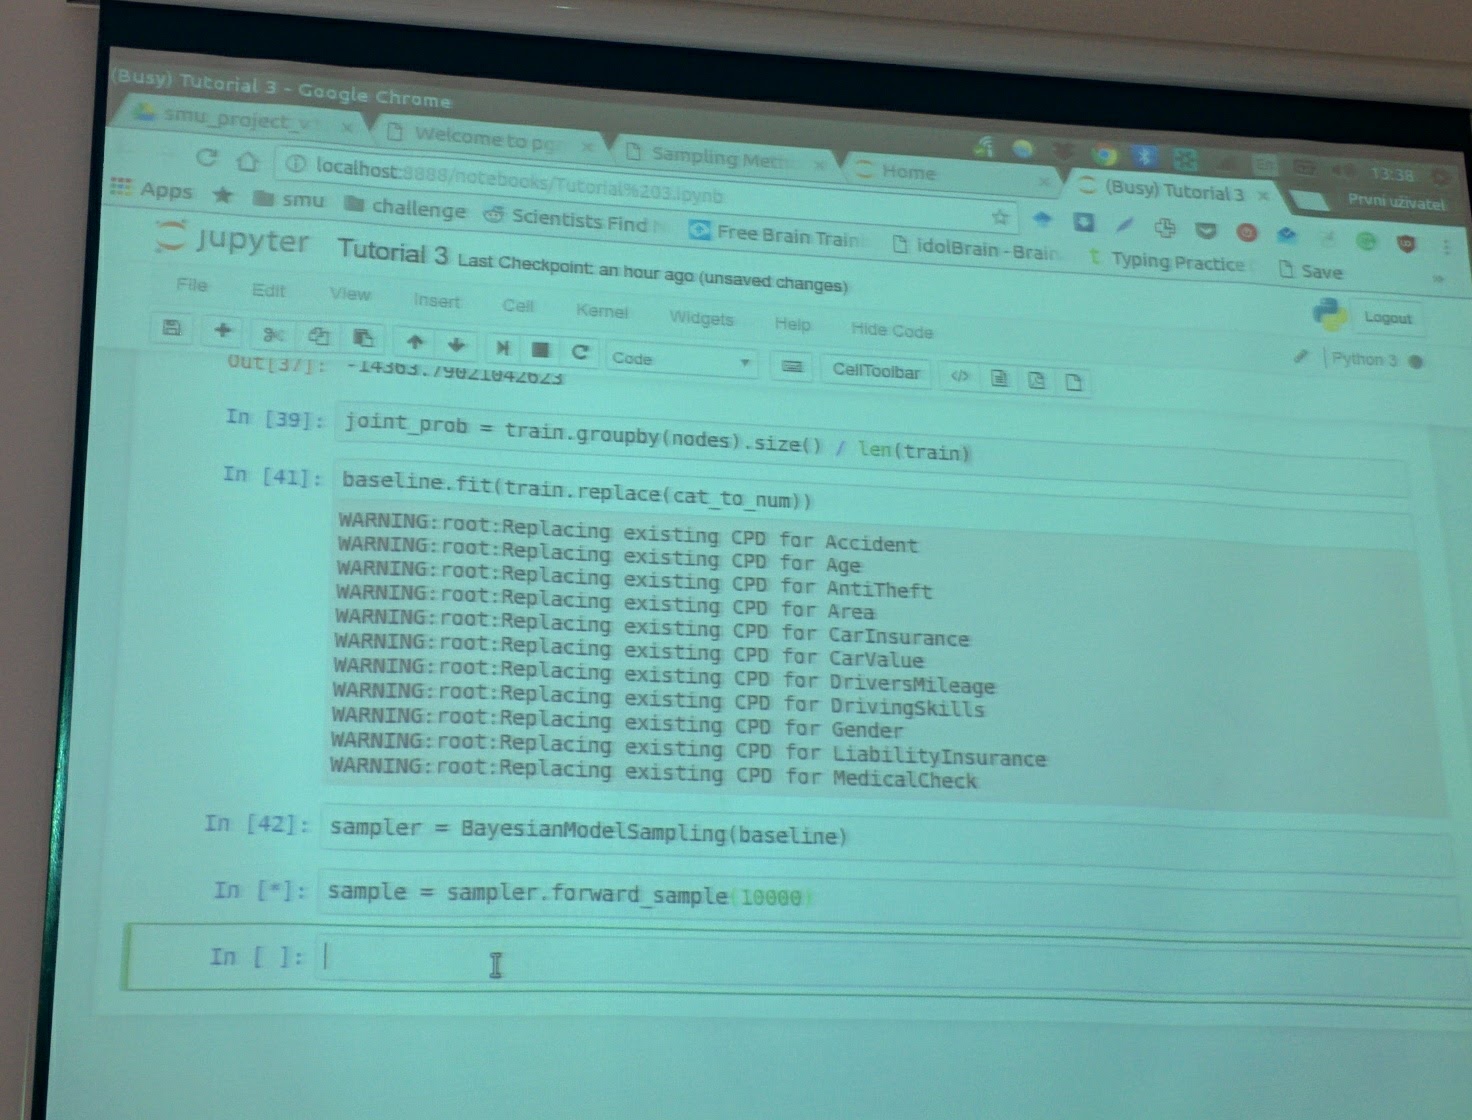 (Busy) Tutorial 3 - Google Chrome
smu_project_v
Welcome to pg
Sampling Meth
Home
(Busy) Tutorial 3
En
13:38
První uživatel
localhost:8888/notebooks/Tutorial%203.ipynb
Apps
smu
challenge
Scientists Find
Free Brain Train
idolBrain - Brain
Typing Practice
Save
»
jupyter Tutorial 3 Last Checkpoint: an hour ago (unsaved changes)
File Edit View Insert Cell Kernel Widgets Help Hide Code
Logout
Code CellToolbar </>
Python 3
Out[37]: -14363.79021042623
In [39]: joint_prob = train.groupby(nodes).size() / len(train)
In [41]: baseline.fit(train.replace(cat_to_num))
WARNING:root:Replacing existing CPD for Accident
WARNING:root:Replacing existing CPD for Age
WARNING:root:Replacing existing CPD for AntiTheft
WARNING:root:Replacing existing CPD for Area
WARNING:root:Replacing existing CPD for CarInsurance
WARNING:root:Replacing existing CPD for CarValue
WARNING:root:Replacing existing CPD for DriversMileage
WARNING:root:Replacing existing CPD for DrivingSkills
WARNING:root:Replacing existing CPD for Gender
WARNING:root:Replacing existing CPD for LiabilityInsurance
WARNING:root:Replacing existing CPD for MedicalCheck
In [42]: sampler = BayesianModelSampling(baseline)
In [*]: sample = sampler.forward_sample(10000)
In [ ]: